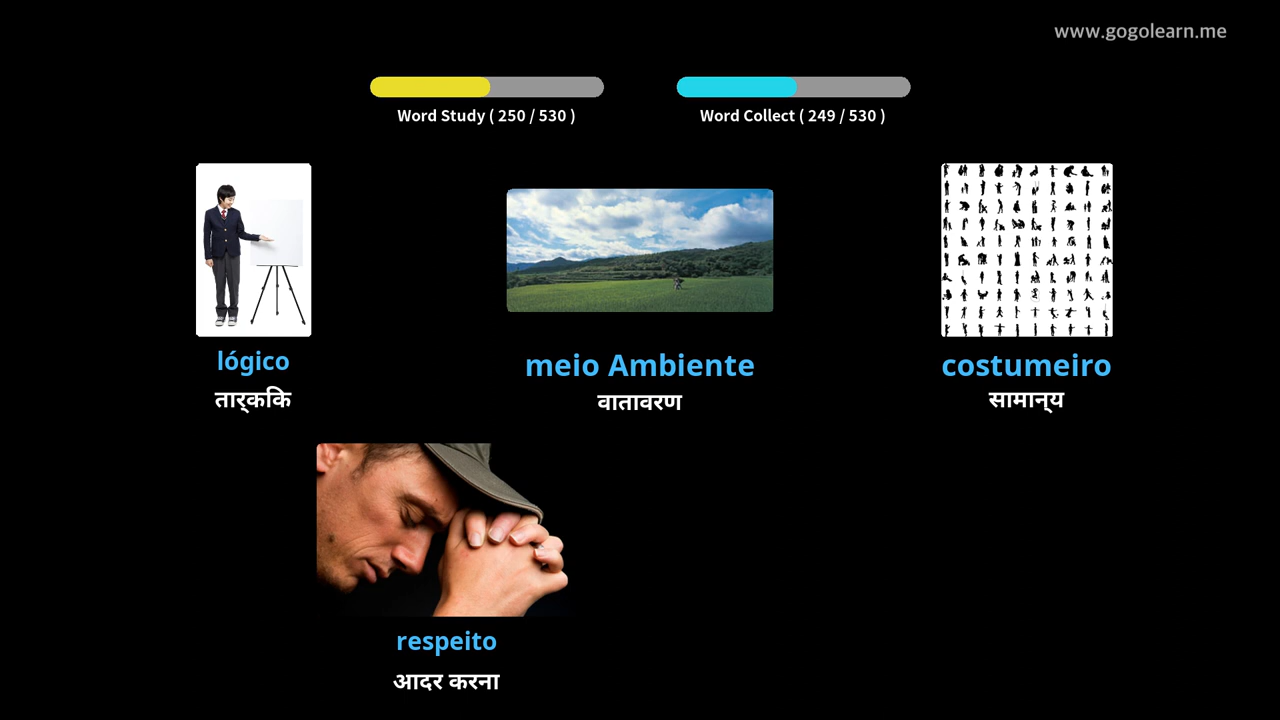 www.gogolearn.me
Word Study ( 250 / 530 )
Word Collect ( 249 / 530 )
lógico
meio Ambiente
costumeiro
तार्‌ककि
वातावरण
सामान्‌य
respeito
आदर करना